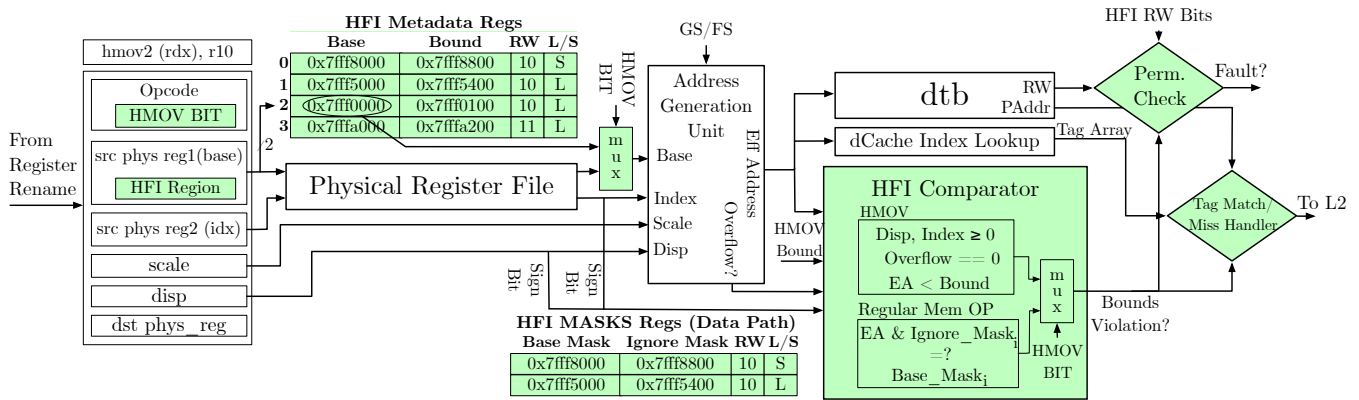 HFI Metadata Regs
Base Bound RW L/S
0 0x7fff8000 0x7fff8800 10 S
1 0x7fff5000 0x7fff5400 10 L
2 0x7fff0000 0x7fff0100 10 L
3 0x7fffa000 0x7fffa200 11 L
hmov2 (rdx), r10
Opcode
HMOV BIT
src phys reg1(base)
HFI Region
src phys reg2 (idx)
scale
disp
dst phys_reg
From
Register
Rename
/2
Physical Register File
HMOV
BIT
m
u
x
GS/FS
Address
Generation
Unit
Base
Index
Scale
Disp
Eff Address
Overflow?
Sign
Bit
Sign
Bit
HFI MASKS Regs (Data Path)
Base Mask Ignore Mask RW L/S
0x7fff8000 0x7fff8800 10 S
0x7fff5000 0x7fff5400 10 L
dtb
RW
PAddr
dCache Index Lookup
Tag Array
HFI Comparator
HMOV
Disp, Index ≥ 0
Overflow == 0
EA < Bound
HMOV
Bound
Regular Mem OP
EA & Ignore_Maski
=?
Base_Maski
m
u
x
HMOV
BIT
Bounds
Violation?
HFI RW Bits
Perm.
Check
Fault?
Tag Match/
Miss Handler
To L2